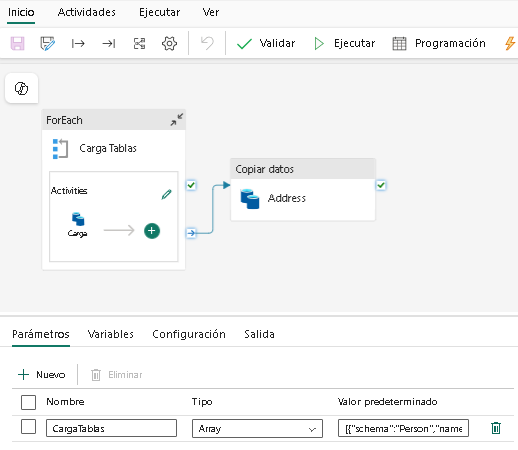 Inicio Actividades Ejecutar Ver
Validar Ejecutar Programación
ForEach
Carga Tablas
Activities
Carga
Copiar datos
Address
Parámetros Variables Configuración Salida
Nuevo Eliminar
Nombre Tipo Valor predeterminado
CargaTablas Array [{"schema":"Person","name